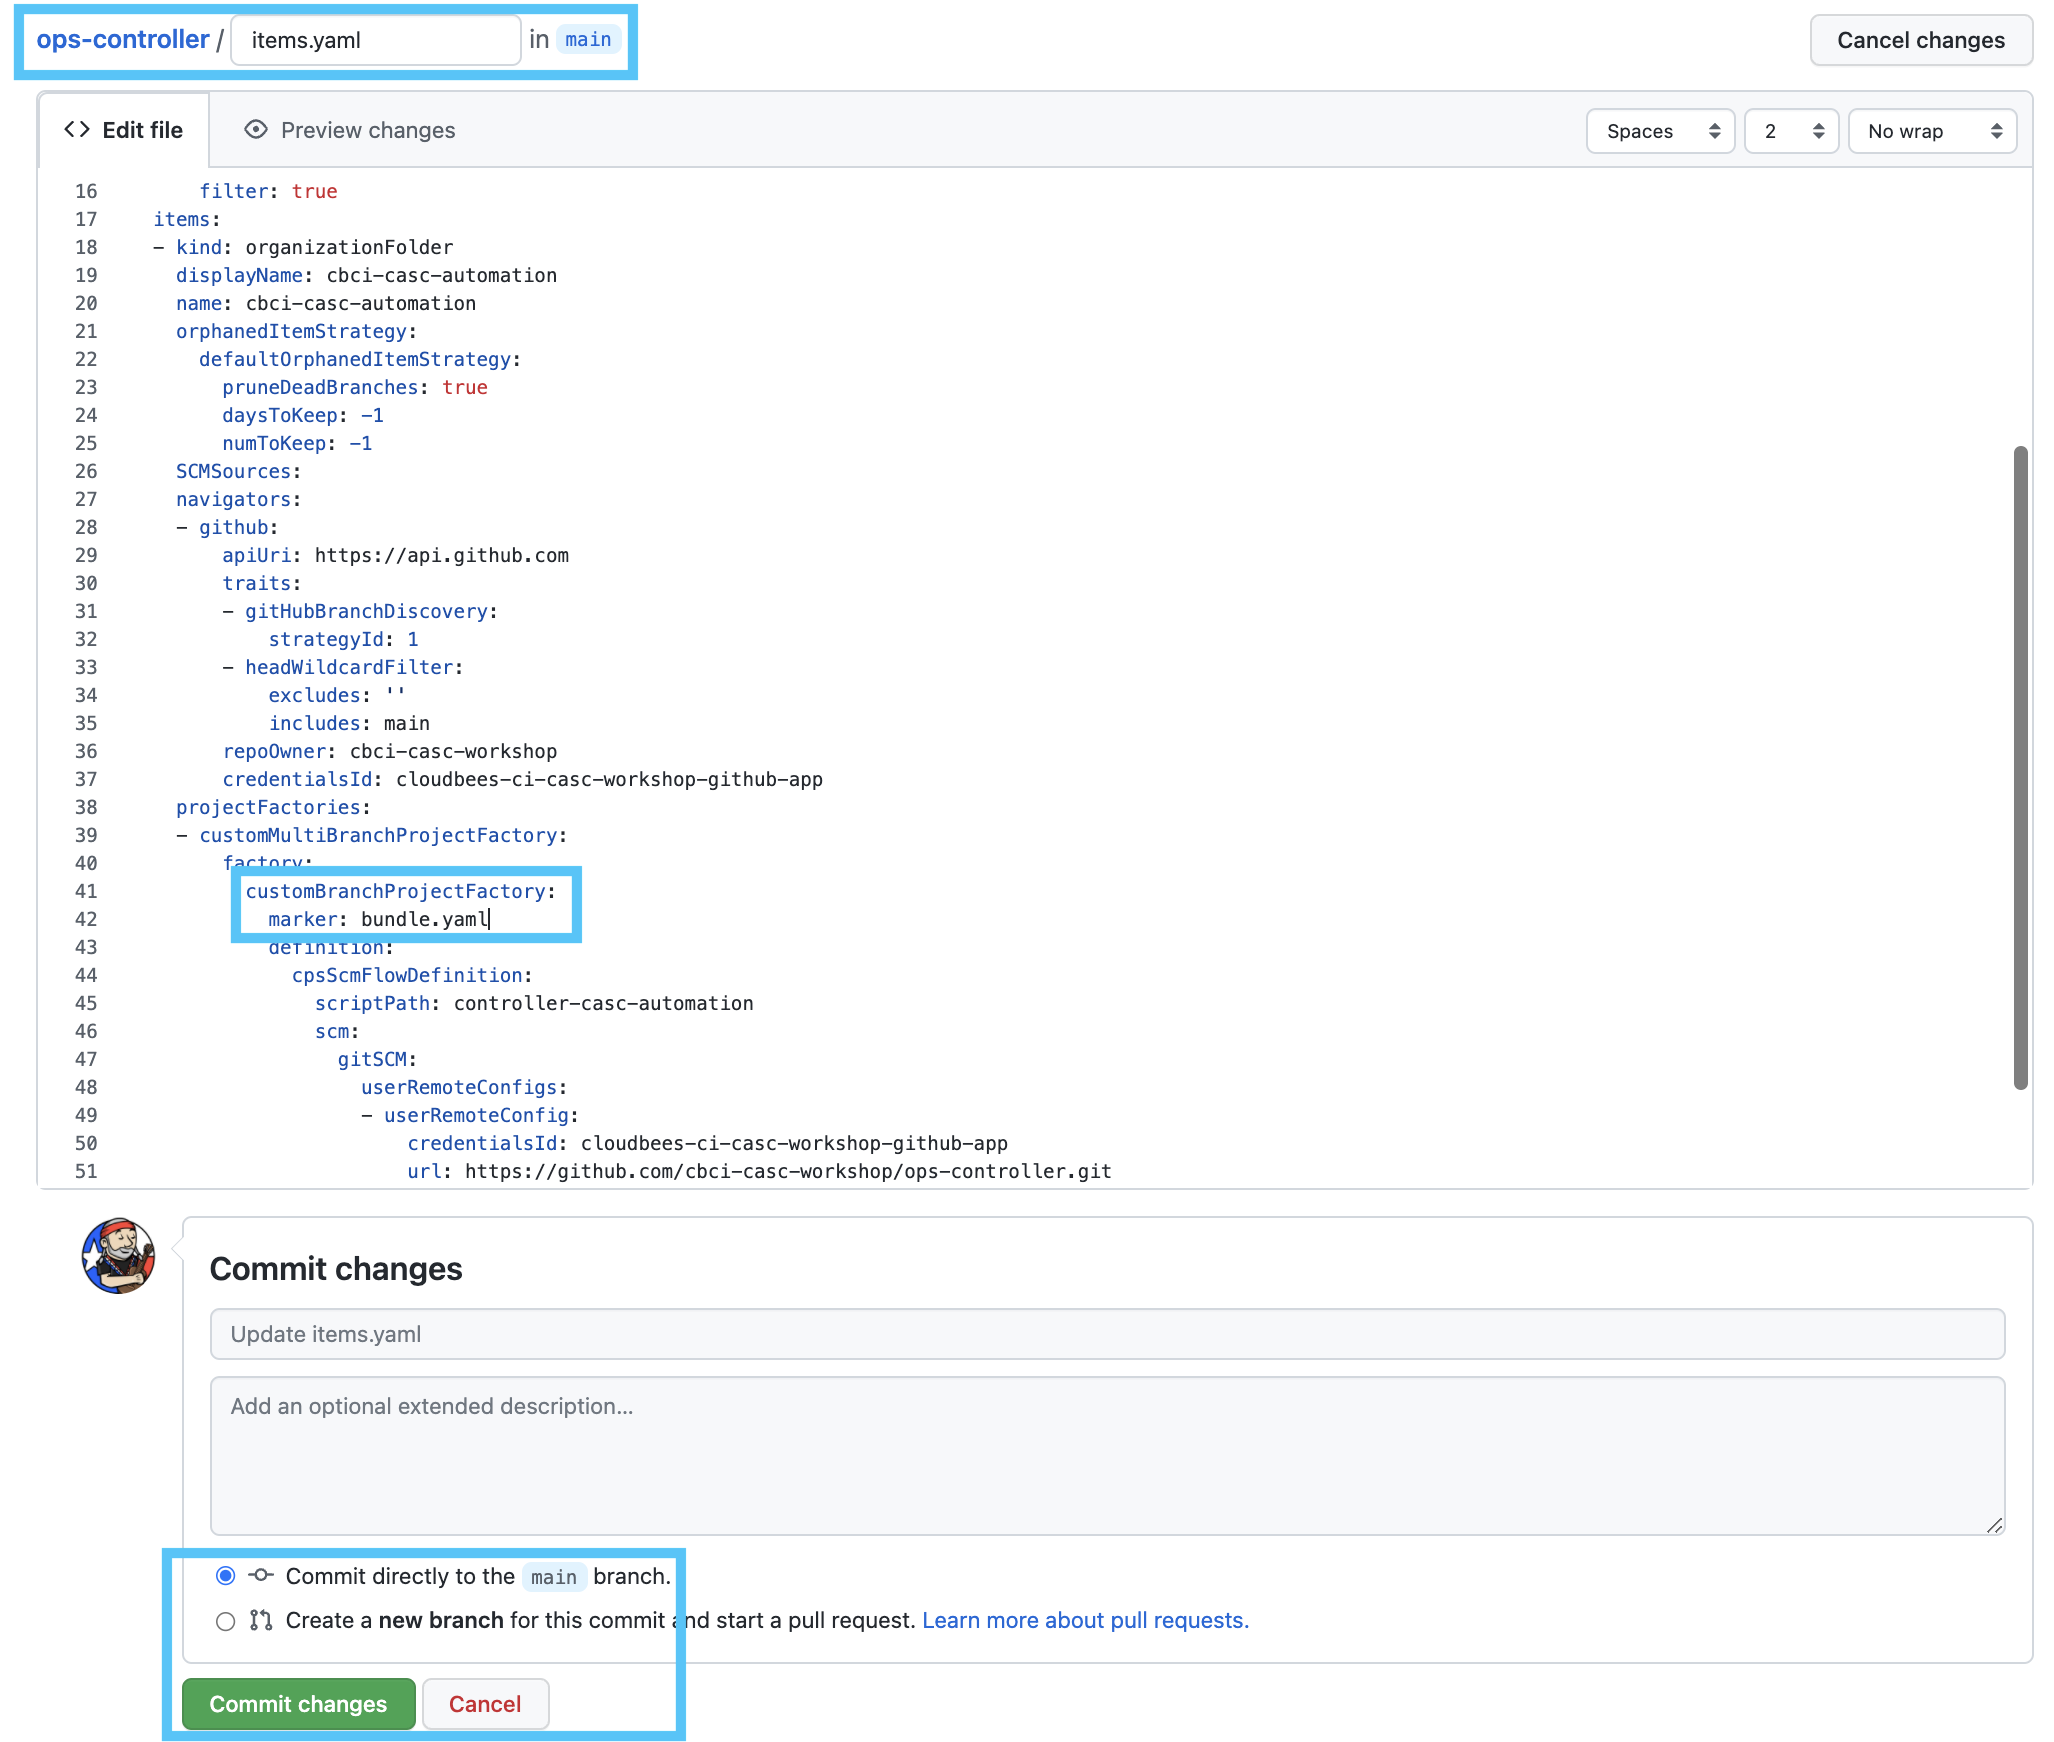 ops-controller / items.yaml in main
Cancel changes
Edit file
Preview changes
Spaces
2
No wrap
16 filter: true
17 items:
18 - kind: organizationFolder
19 displayName: cbci-casc-automation
20 name: cbci-casc-automation
21 orphanedItemStrategy:
22 defaultOrphanedItemStrategy:
23 pruneDeadBranches: true
24 daysToKeep: -1
25 numToKeep: -1
26 SCMSources:
27 navigators:
28 - github:
29 apiUri: https://api.github.com
30 traits:
31 - gitHubBranchDiscovery:
32 strategyId: 1
33 - headWildcardFilter:
34 excludes: ''
35 includes: main
36 repoOwner: cbci-casc-workshop
37 credentialsId: cloudbees-ci-casc-workshop-github-app
38 projectFactories:
39 - customMultiBranchProjectFactory:
40 factory:
41 customBranchProjectFactory:
42 marker: bundle.yaml
43 definition:
44 cpsScmFlowDefinition:
45 scriptPath: controller-casc-automation
46 scm:
47 gitSCM:
48 userRemoteConfigs:
49 - userRemoteConfig:
50 credentialsId: cloudbees-ci-casc-workshop-github-app
51 url: https://github.com/cbci-casc-workshop/ops-controller.git
Commit changes
Update items.yaml
Add an optional extended description...
Commit directly to the main branch.
Create a new branch for this commit and start a pull request. Learn more about pull requests.
Commit changes
Cancel